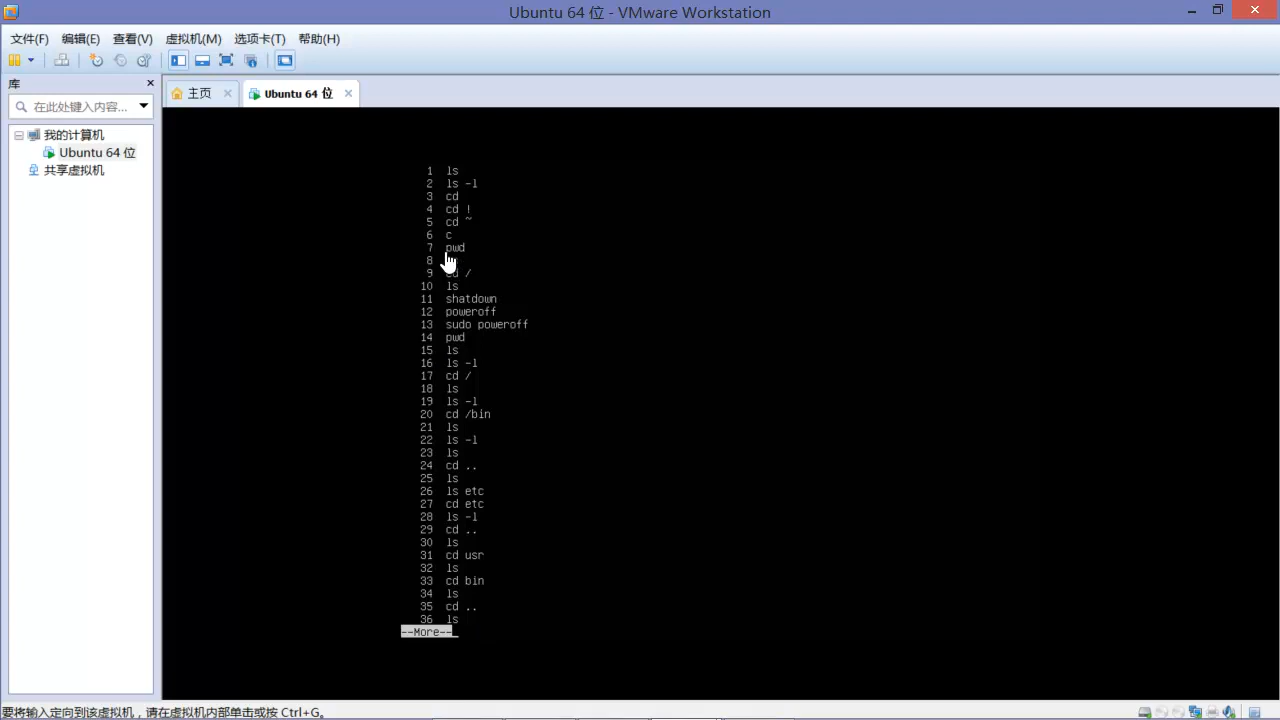 Ubuntu 64 位 - VMware Workstation
文件(F) 编辑(E) 查看(V) 虚拟机(M) 选项卡(T) 帮助(H)
库
在此处键入内容...
我的计算机
Ubuntu 64 位
共享虚拟机
主页
Ubuntu 64 位
1 ls
2 ls -l
3 cd
4 cd !
5 cd ~
6 c
7 pwd
8
9 cd /
10 ls
11 shatdown
12 poweroff
13 sudo poweroff
14 pwd
15 ls
16 ls -l
17 cd /
18 ls
19 ls -l
20 cd /bin
21 ls
22 ls -l
23 ls
24 cd ..
25 ls
26 ls etc
27 cd etc
28 ls -l
29 cd ..
30 ls
31 cd usr
32 ls
33 cd bin
34 ls
35 cd ..
36 ls
--More--
要将输入定向到该虚拟机，请在虚拟机内部单击或按 Ctrl+G。